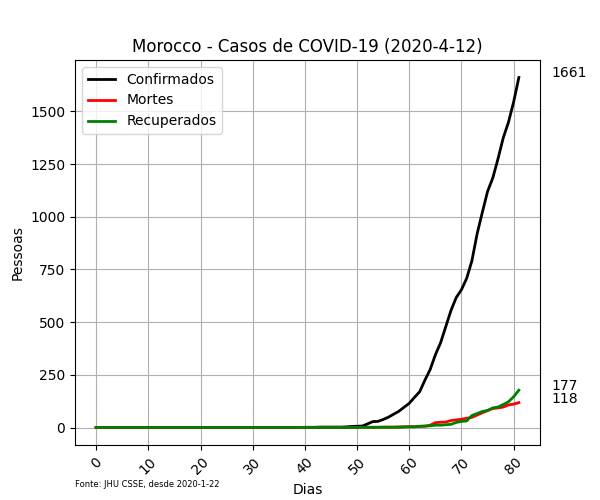 Morocco - Casos de COVID-19 (2020-4-12)
Confirmados
Mortes
Recuperados
1661
177
118
1500
1250
1000
750
500
250
0
Pessoas
0 10 20 30 40 50 60 70 80
Dias
Fonte: JHU CSSE, desde 2020-1-22